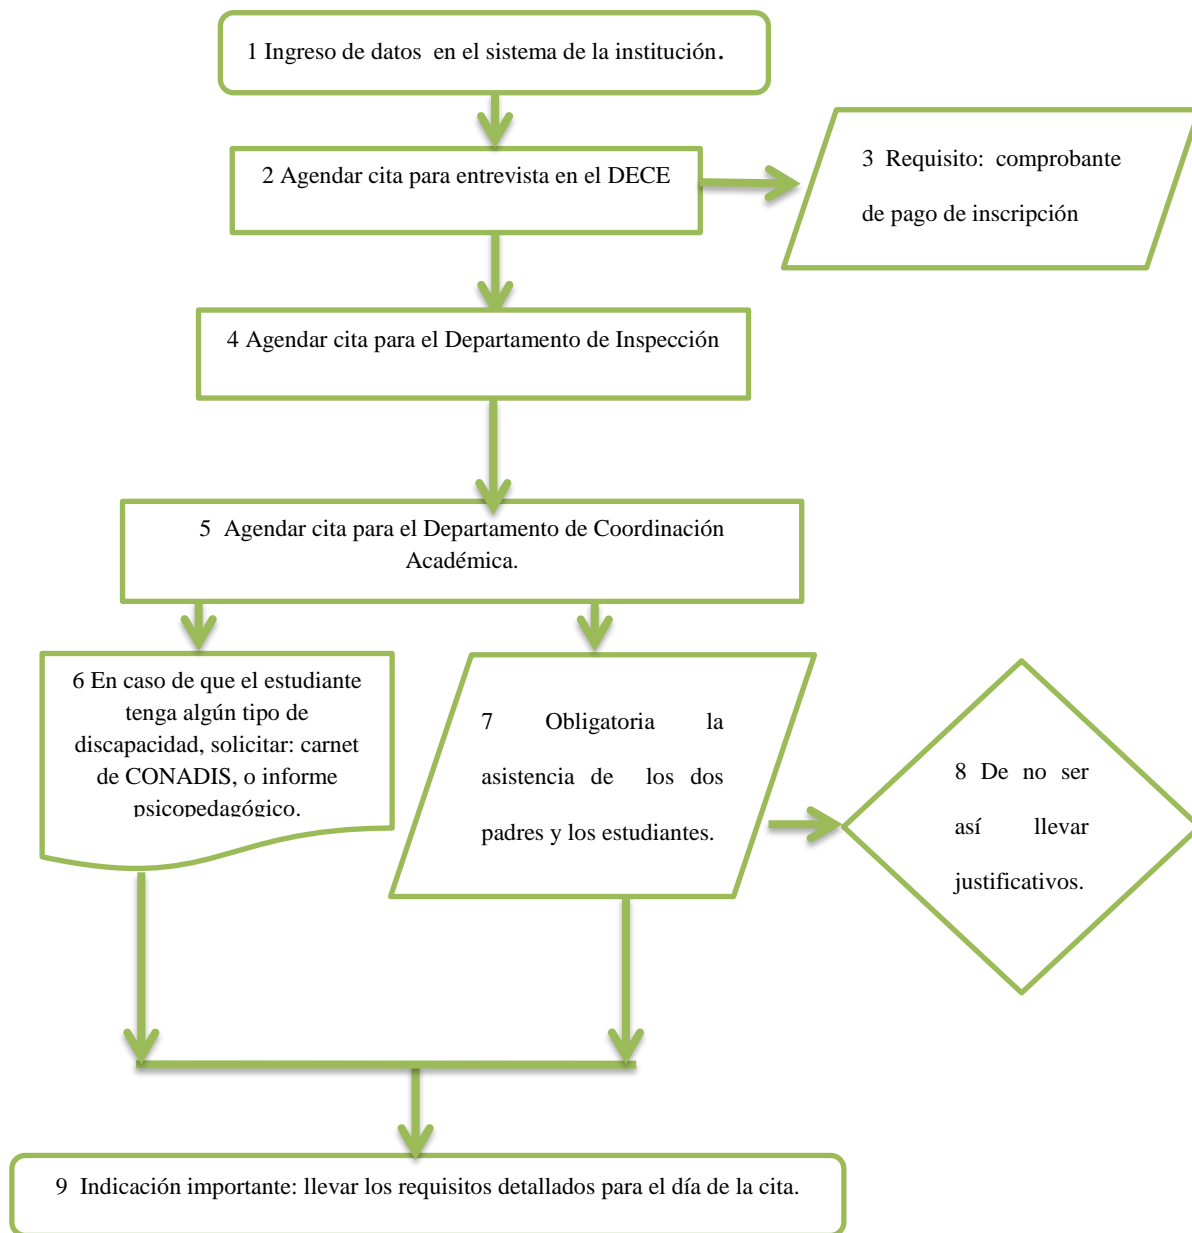 1 Ingreso de datos en el sistema de la institución.
2 Agendar cita para entrevista en el DECE
3 Requisito: comprobante
de pago de inscripción
4 Agendar cita para el Departamento de Inspección
5 Agendar cita para el Departamento de Coordinación
Académica.
6 En caso de que el estudiante
tenga algún tipo de
discapacidad, solicitar: carnet
de CONADIS, o informe
psicopedagógico.
7 Obligatoria la
asistencia de los dos
padres y los estudiantes.
8 De no ser
así llevar
justificativos.
9 Indicación importante: llevar los requisitos detallados para el día de la cita.